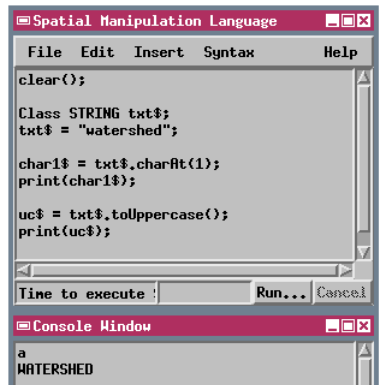 Spatial Manipulation Language
File Edit Insert Syntax Help
clear();
Class STRING txt$;
txt$ = "watershed";
char1$ = txt$.charAt(1);
print(char1$);
uc$ = txt$.toUppercase();
print(uc$);
Time to execute
Run... Cancel
Console Window
a
WATERSHED